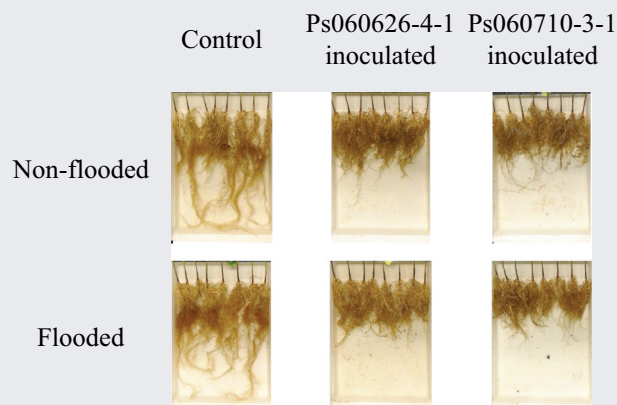 Control
Ps060626-4-1 inoculated
Ps060710-3-1 inoculated
Non-flooded
Flooded